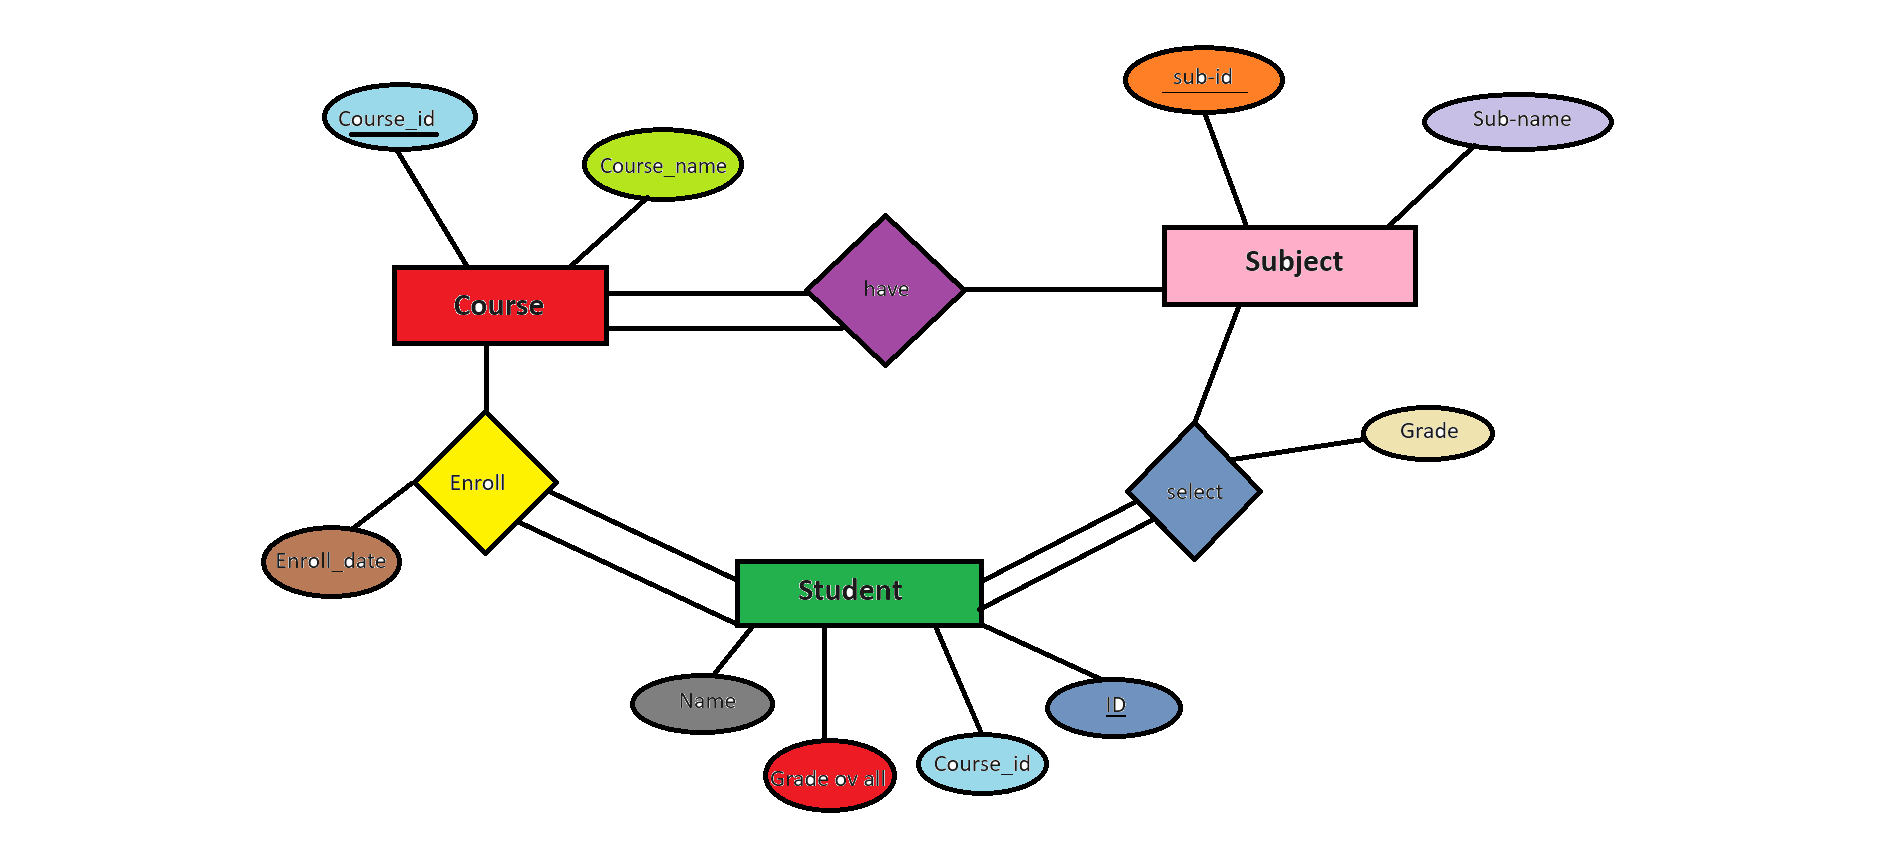 sub-id
Sub-name
Course_id
Course_name
Subject
have
Course
Grade
Enroll
select
Enroll_date
Student
Name
ID
Course_id
Grade ov all